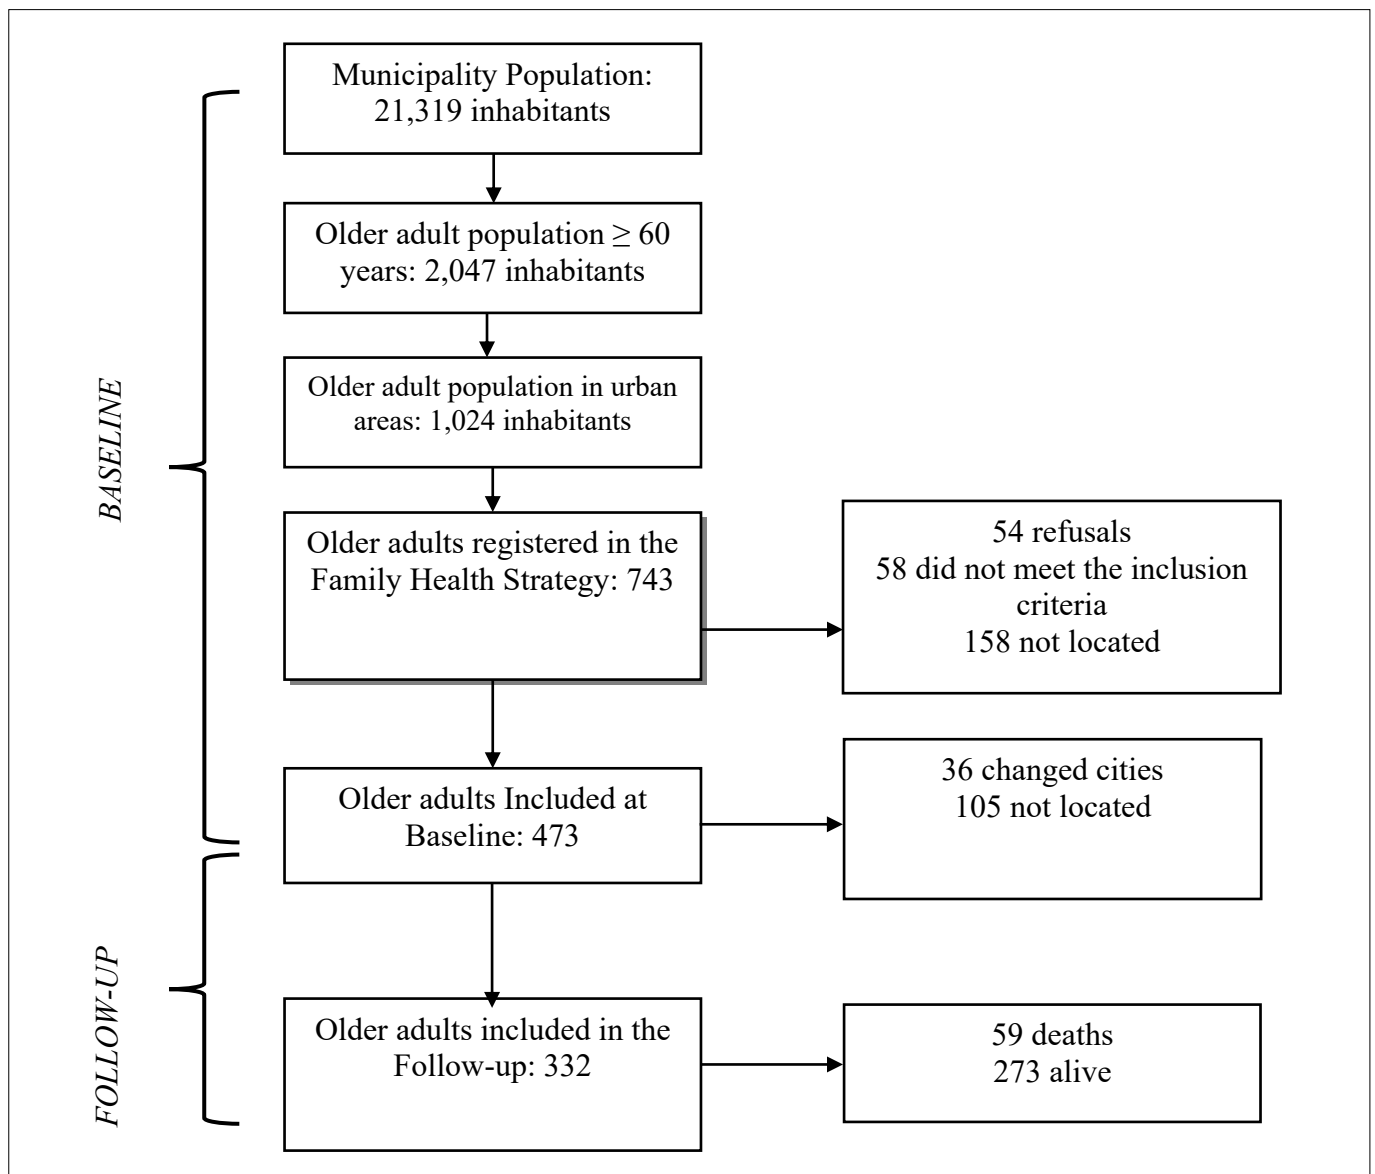 Municipality Population:
21,319 inhabitants
Older adult population ≥ 60
years: 2,047 inhabitants
Older adult population in urban
areas: 1,024 inhabitants
BASELINE
Older adults registered in the
Family Health Strategy: 743
54 refusals
58 did not meet the inclusion
criteria
158 not located
Older adults Included at
Baseline: 473
36 changed cities
105 not located
FOLLOW-UP
Older adults included in the
Follow-up: 332
59 deaths
273 alive